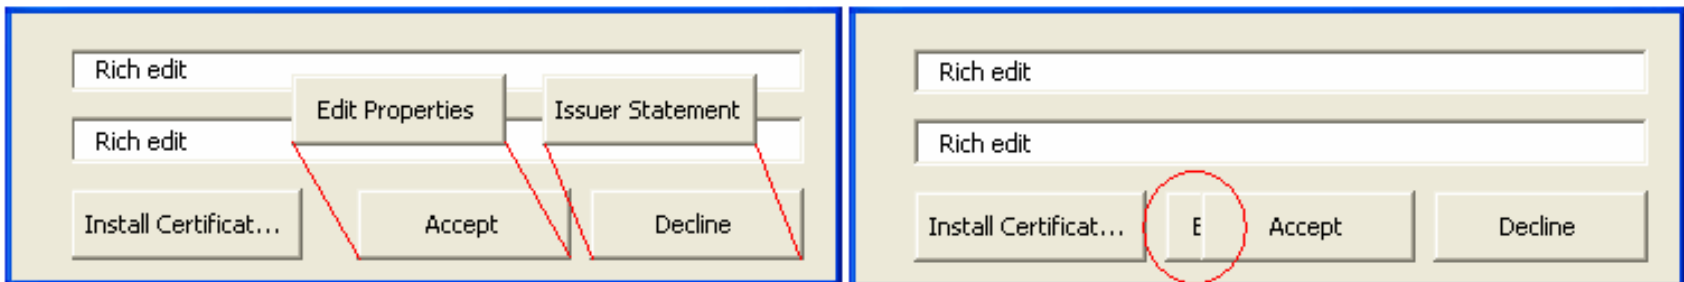 Rich edit
Edit Properties
Issuer Statement
Rich edit
Install Certificat...
Accept
Decline
Rich edit
Rich edit
Install Certificat...
E
Accept
Decline